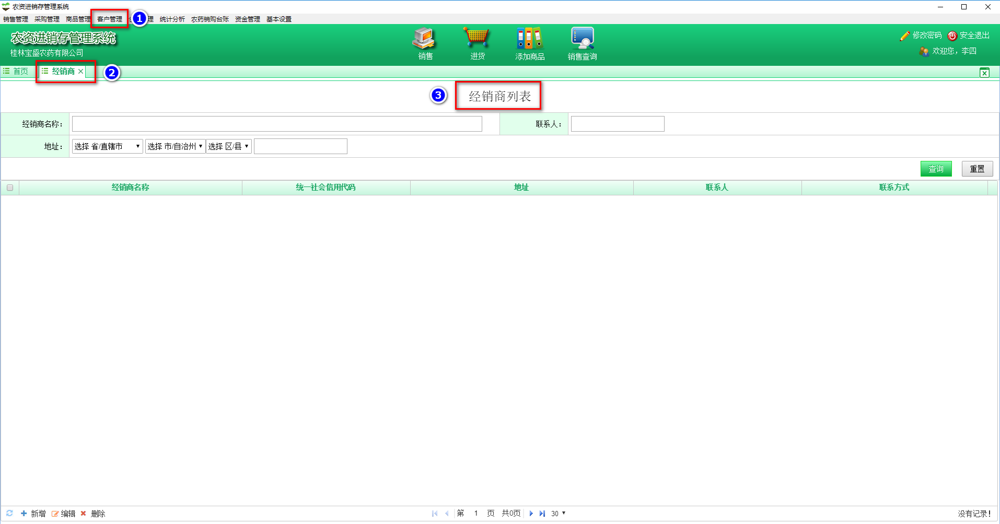 农资进销存管理系统
销售管理 采购管理 商品管理 客户管理 1 理 统计分析 农药销购台账 资金管理 基本设置
农资进销存管理系统
桂林宝盛农药有限公司
销售 进货 添加商品 销售查询
修改密码 安全退出
欢迎您，李四
首页 经销商 2
3 经销商列表
经销商名称： 联系人：
地址： 选择 省/直辖市 选择 市/自治州 选择 区/县
查询 重置
经销商名称 统一社会信用代码 地址 联系人 联系方式
新增 编辑 删除 第 1 页 共0页 30 没有记录！